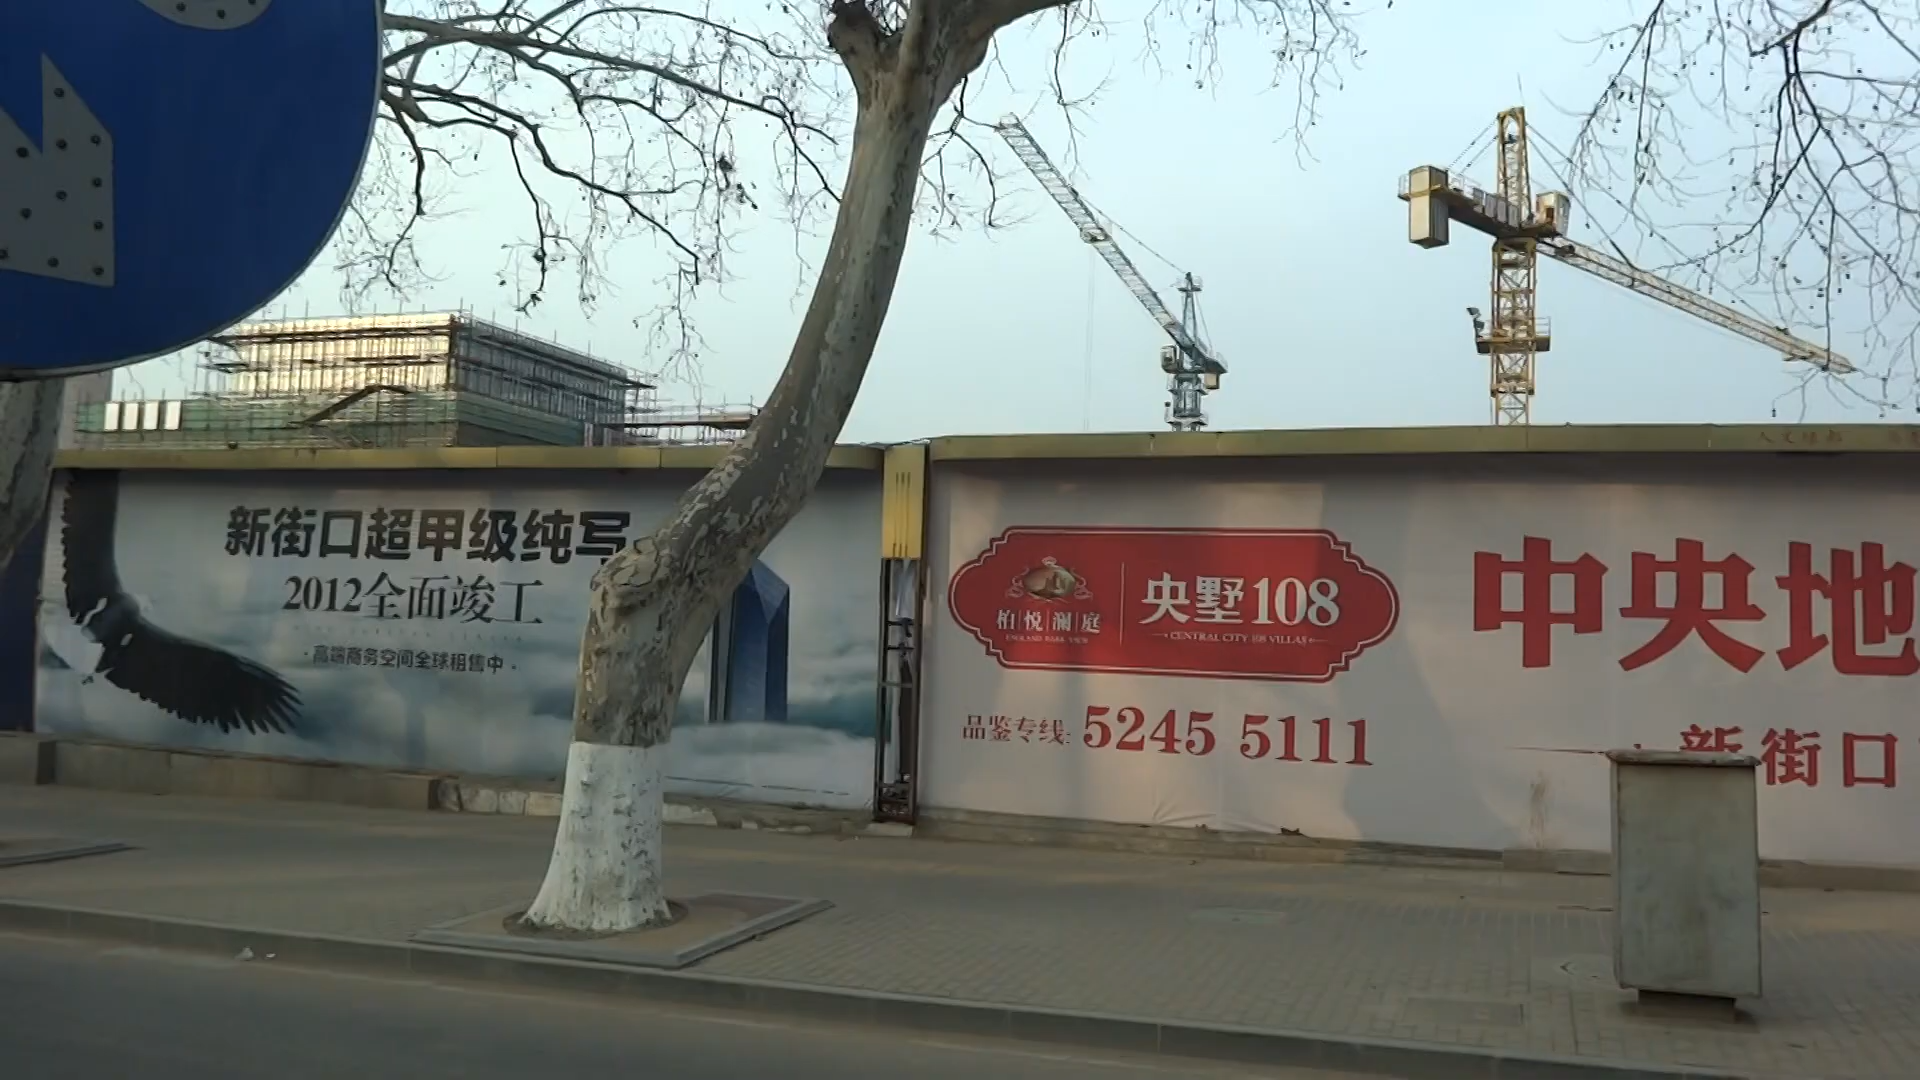 新街口超甲级纯写
2012全面竣工
·高端商务空间全球租售中·
柏悦澜庭
央墅108
CENTRAL CITY 108 VILLAS
品鉴专线: 5245 5111
中央地
新街口